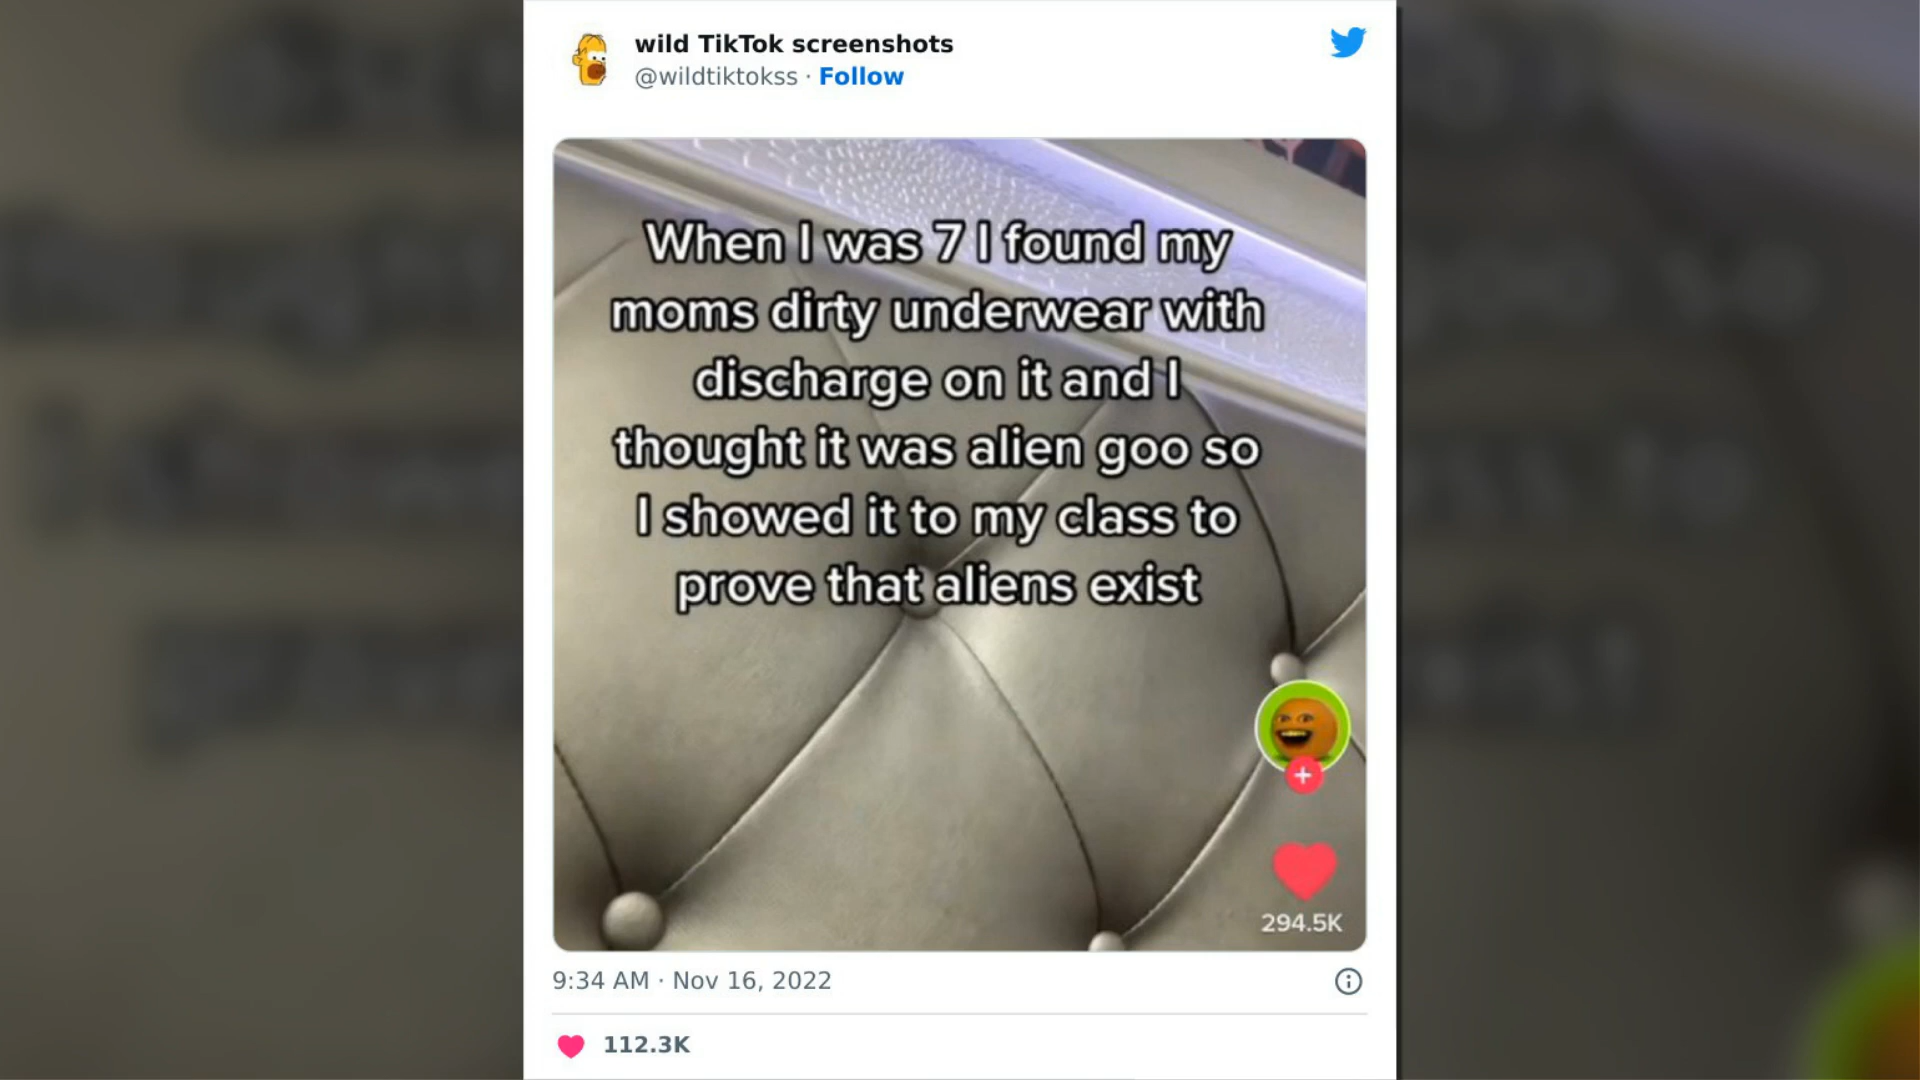 wild TikTok screenshots
@wildtiktokss · Follow
When I was 7 I found my
moms dirty underwear with
discharge on it and I
thought it was alien goo so
I showed it to my class to
prove that aliens exist
294.5K
9:34 AM · Nov 16, 2022
112.3K